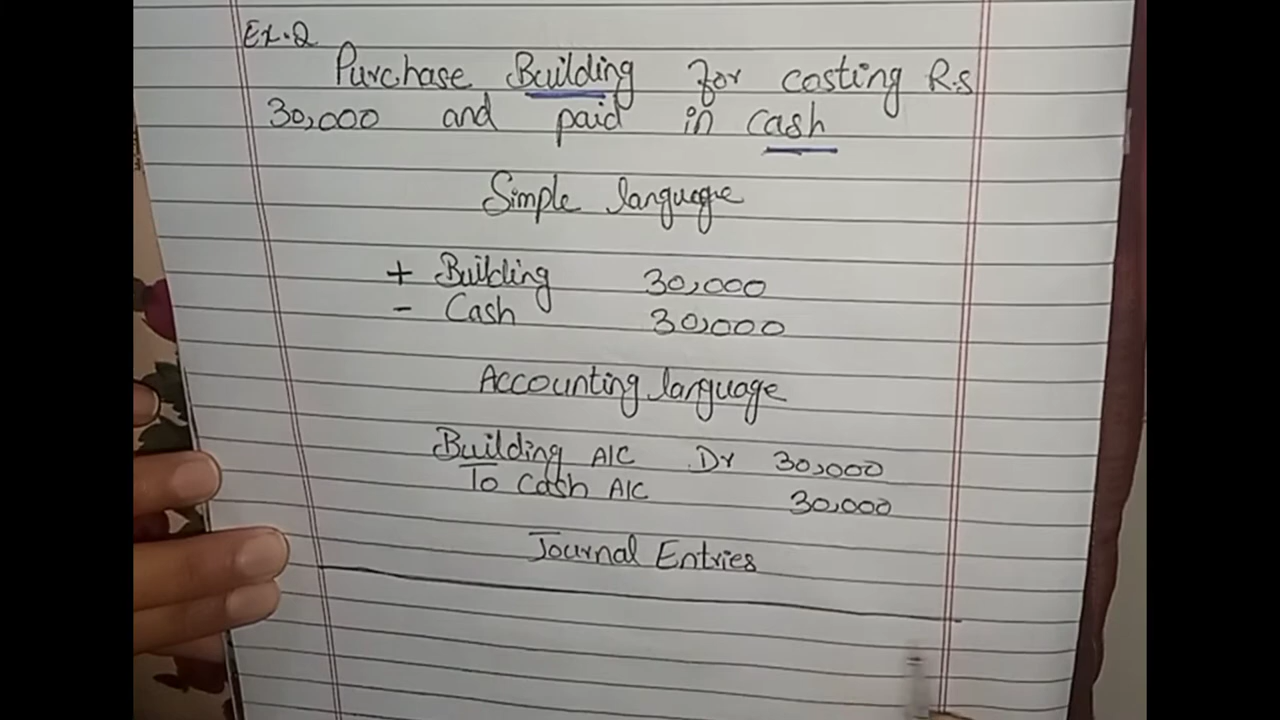 Ex.2
Purchase Building for costing R.s
30,000 and paid in cash
Simple language
+ Building 30,000
- Cash 30,000
Accounting language
Building A/C Dr 30,000
To Cash A/C 30,000
Journal Entries